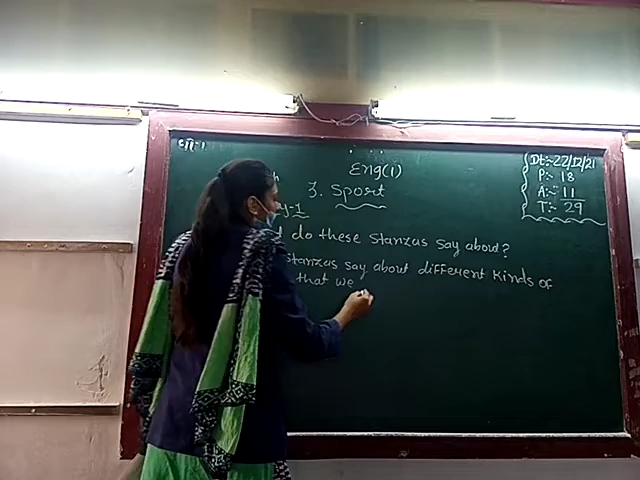 Eng(1)
Dt:- 22/12/21
P:- 18
A:- 11
T:- 29
3. Sport
do these stanzas say about?
stanzas say about different kinds of
that we